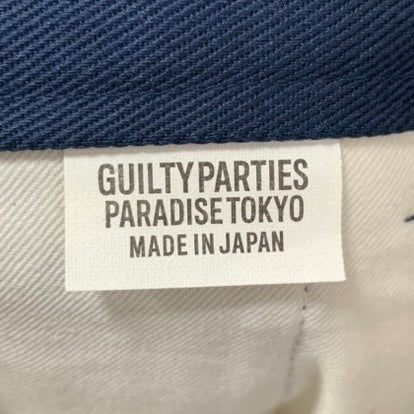 GUILTY PARTIES
PARADISE TOKYO
MADE IN JAPAN